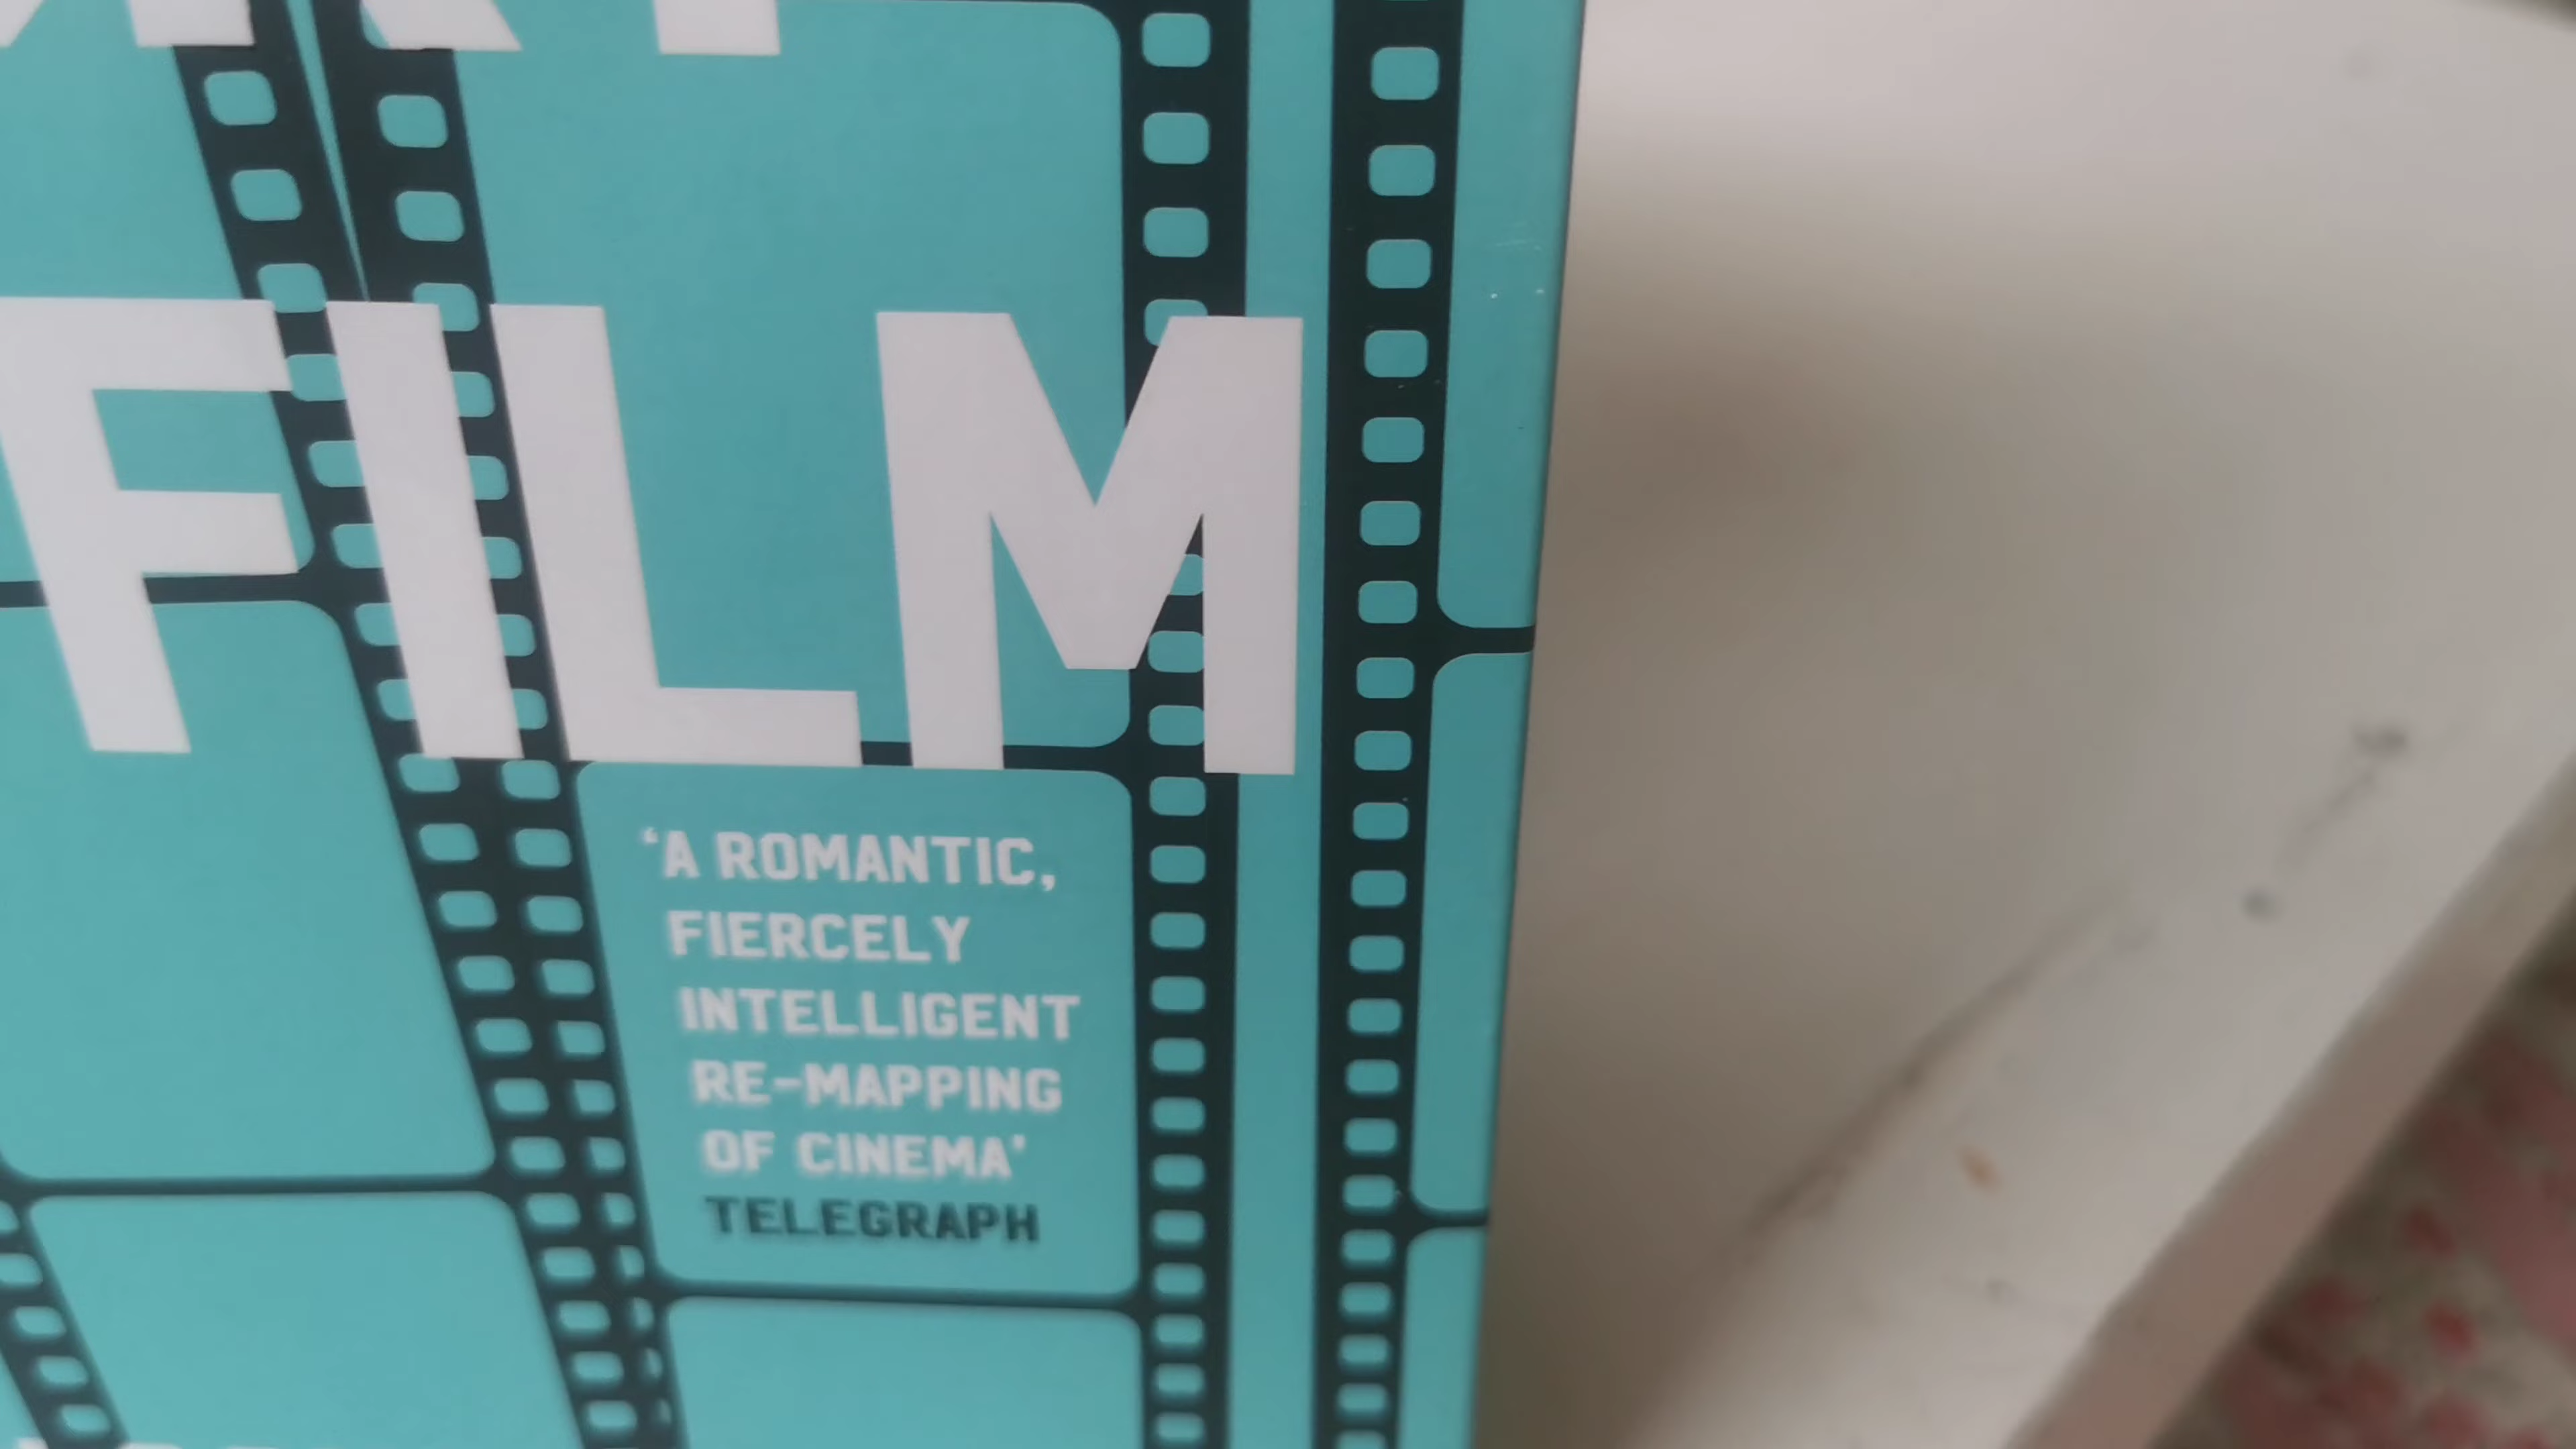 FILM
‘A ROMANTIC,
FIERCELY
INTELLIGENT
RE-MAPPING
OF CINEMA’
TELEGRAPH